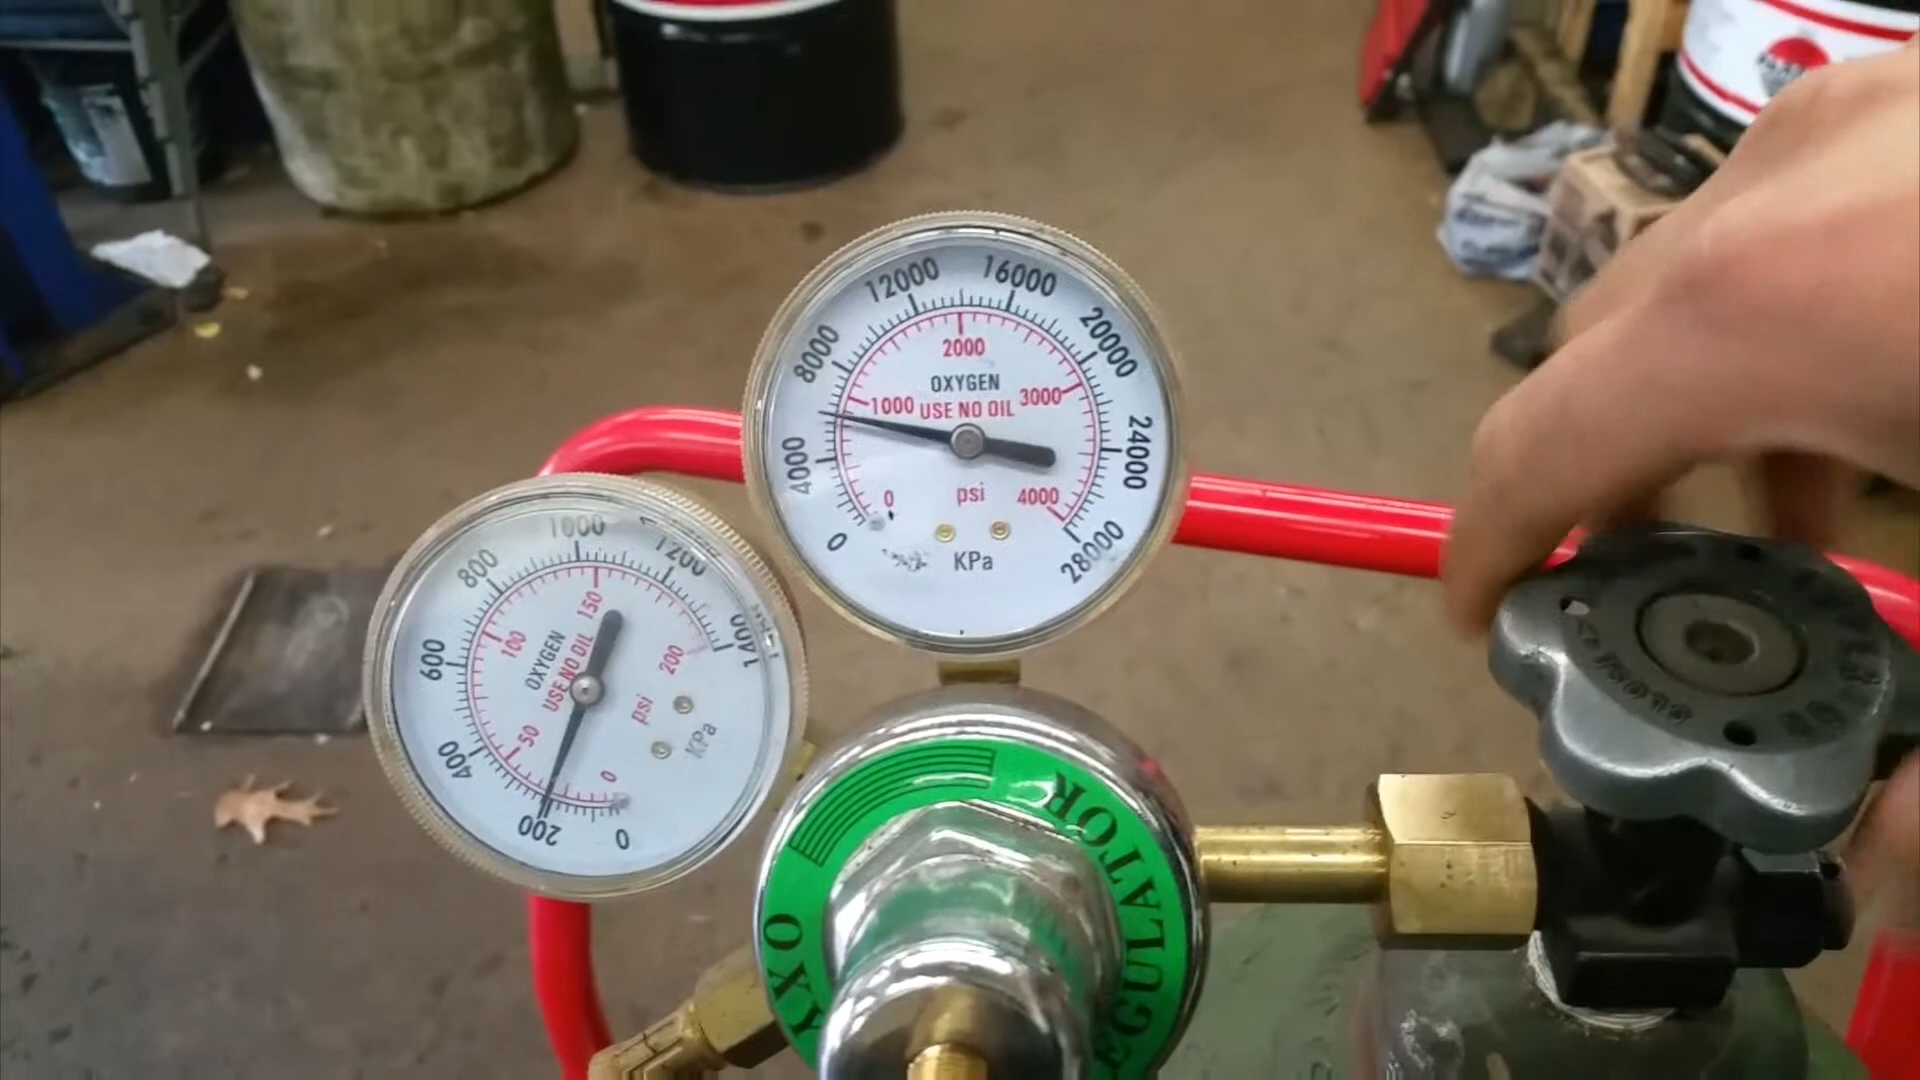 12000 16000
8000 20000
2000
OXYGEN
1000 USE NO OIL 3000
4000 24000
0 psi 4000
0 KPa 28000
1000
800 1200
150
100 OXYGEN
600 USE NO OIL 200 1400
psi
50 KPa
400 0
200 0
OXY
REGULATOR
CLOSE